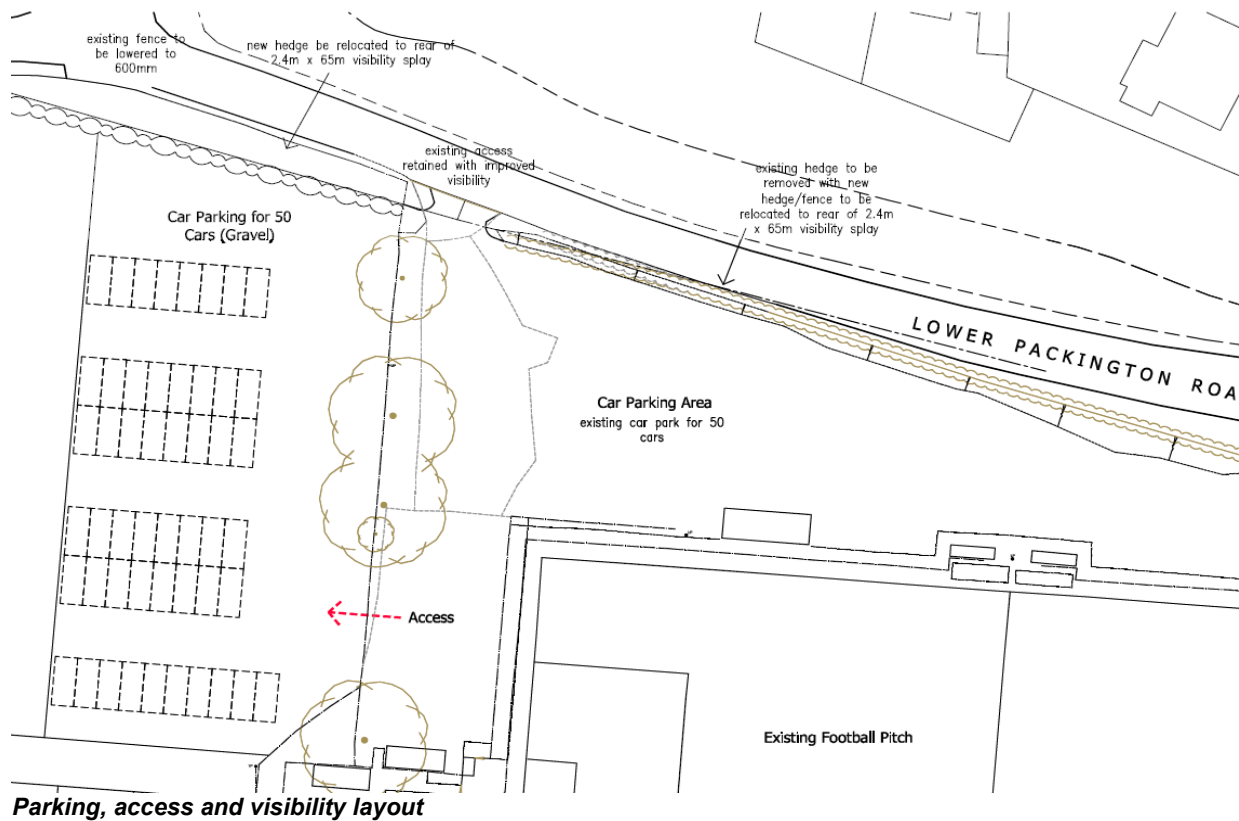 existing fence to
be lowered to
600mm
new hedge be relocated to rear of
2.4m x 65m visibility splay
existing access
retained with improved
visibility
existing hedge to be
removed with new
hedge/fence to be
relocated to rear of 2.4m
x 65m visibility splay
Car Parking for 50
Cars (Gravel)
LOWER PACKINGTON ROA
Car Parking Area
existing car park for 50
cars
Access
Existing Football Pitch
Parking, access and visibility layout